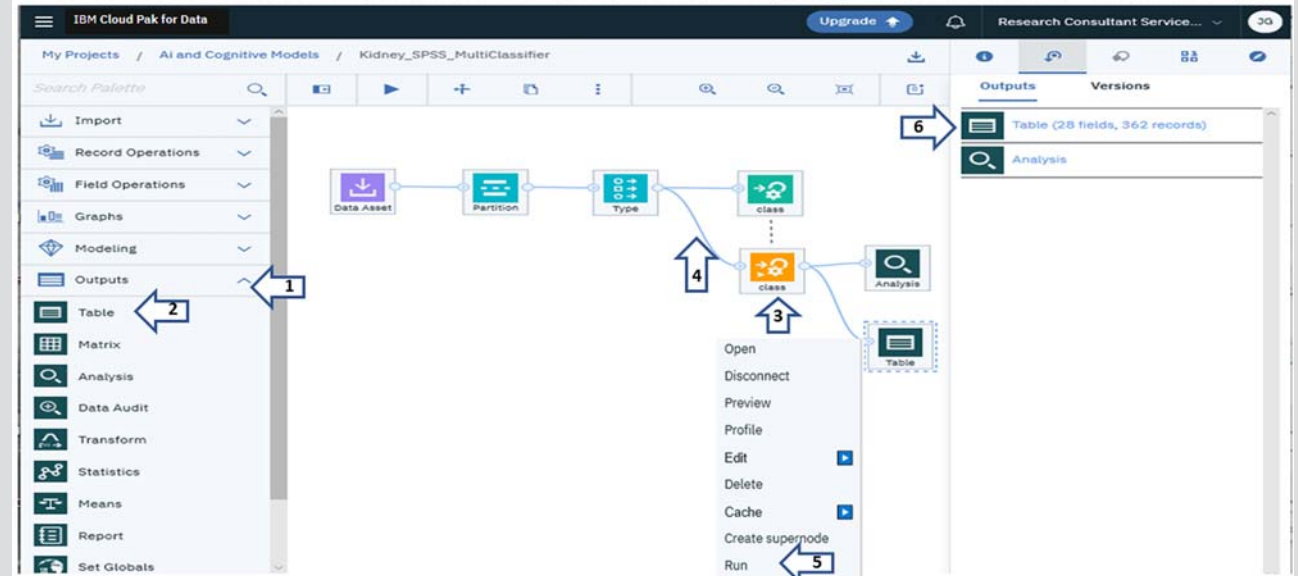 IBM Cloud Pak for Data
Upgrade
Research Consultant Service...
JG
My Projects / Ai and Cognitive Models / Kidney_SPSS_MultiClassifier
Search Palette
Import
Record Operations
Field Operations
Graphs
Modeling
Outputs
1
Table
2
Matrix
Analysis
Data Audit
Transform
Statistics
Means
Report
Set Globals
Data Asset
Partition
Type
class
4
class
3
Analysis
Table
Open
Disconnect
Preview
Profile
Edit
Delete
Cache
Create supernode
Run
5
Outputs
Versions
6
Table (28 fields, 362 records)
Analysis